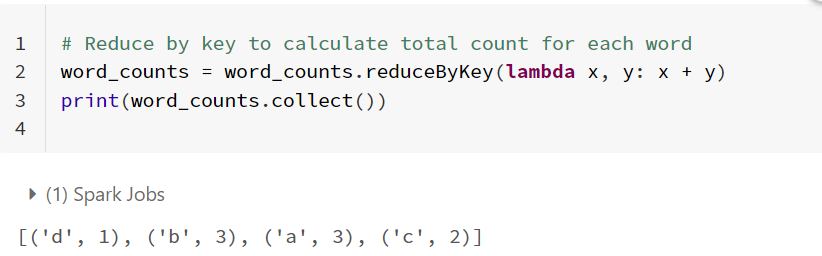 1 # Reduce by key to calculate total count for each word
2 word_counts = word_counts.reduceByKey(lambda x, y: x + y)
3 print(word_counts.collect())
4
(1) Spark Jobs
[('d', 1), ('b', 3), ('a', 3), ('c', 2)]